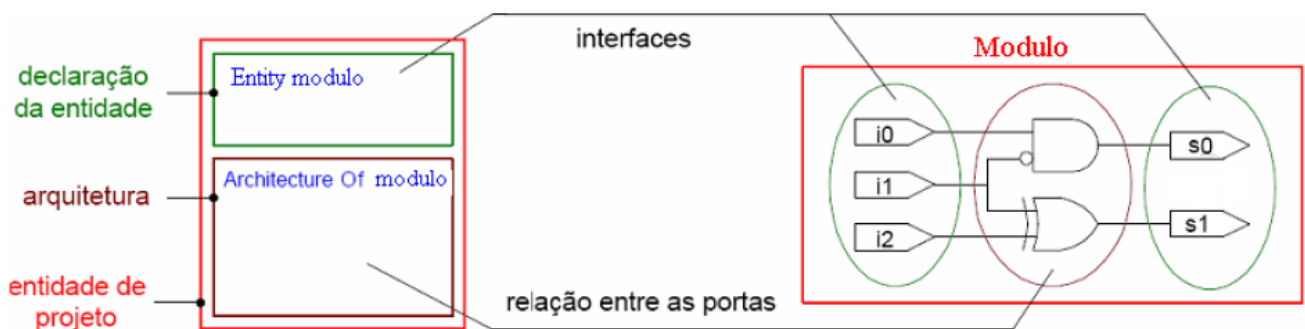 declaração
da entidade
arquitetura
entidade de
projeto
Entity modulo
Architecture Of modulo
interfaces
relação entre as portas
Modulo
i0
i1
i2
s0
s1